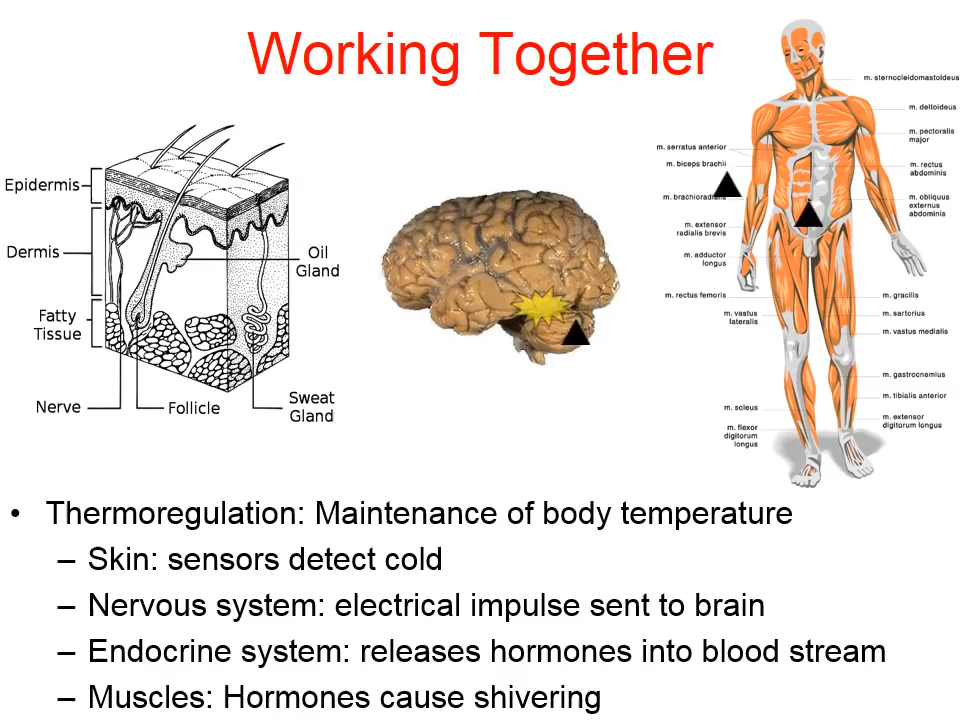 Working Together
Epidermis
Dermis
Fatty
Tissue
Nerve
Follicle
Oil
Gland
Sweat
Gland
m. sternocleidomastoideus
m. deltoideus
m. pectoralis
major
m. serratus anterior
m. biceps brachii
m. rectus
abdominis
m. brachioradialis
m. obliquus
externus
abdominis
m. extensor
radialis brevis
m. adductor
longus
m. rectus femoris
m. gracilis
m. vastus
lateralis
m. sartorius
m. vastus medialis
m. gastrocnemius
m. tibialis anterior
m. soleus
m. extensor
digitorum longus
m. flexor
digitorum
longus
• Thermoregulation: Maintenance of body temperature
– Skin: sensors detect cold
– Nervous system: electrical impulse sent to brain
– Endocrine system: releases hormones into blood stream
– Muscles: Hormones cause shivering